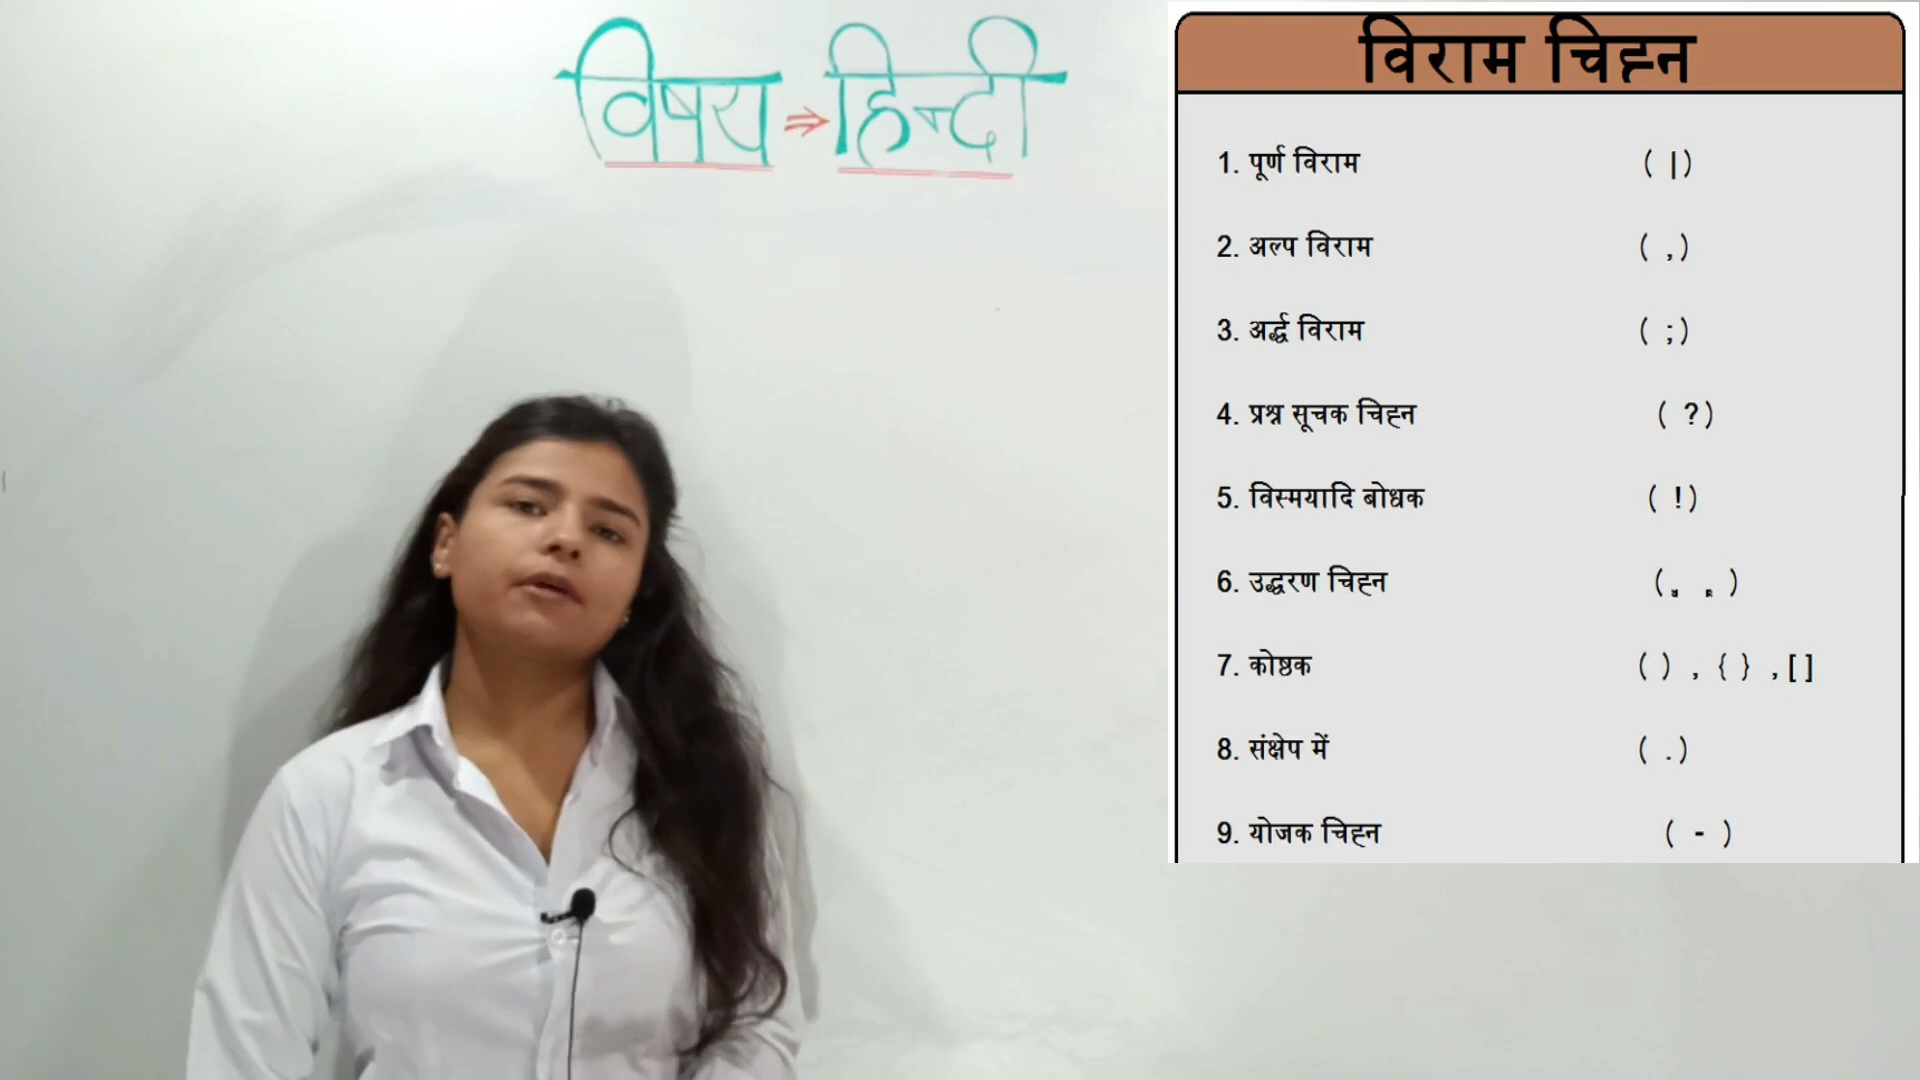 विषय ⇒ हिन्दी
विराम चिह्न
1. पूर्ण विराम ( |)
2. अल्प विराम ( ,)
3. अर्द्ध विराम ( ;)
4. प्रश्न सूचक चिह्न ( ?)
5. विस्मयादि बोधक ( !)
6. उद्धरण चिह्न ( )
7. कोष्ठक ( ) , { } , [ ]
8. संक्षेप में ( .)
9. योजक चिह्न ( - )